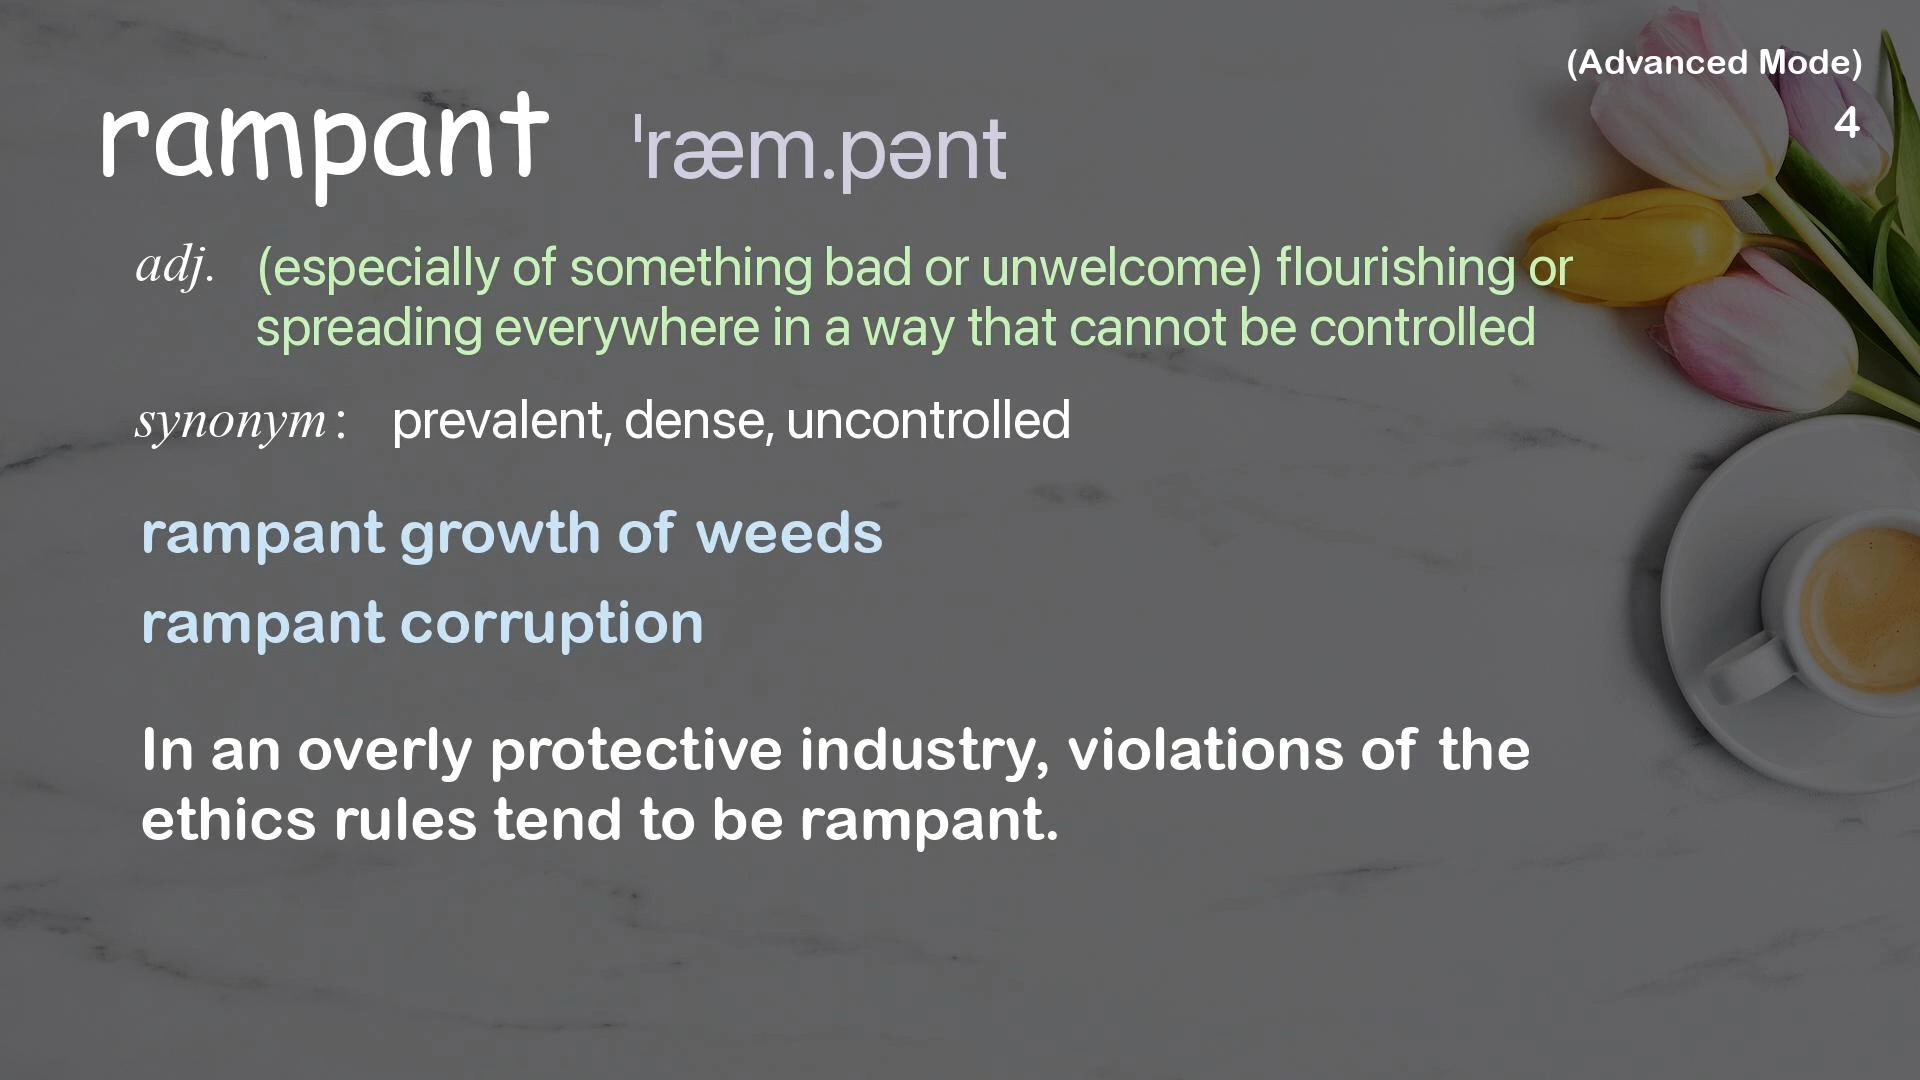 (Advanced Mode)
4
rampant ˈræm.pənt
adj. (especially of something bad or unwelcome) flourishing or
spreading everywhere in a way that cannot be controlled
synonym: prevalent, dense, uncontrolled
rampant growth of weeds
rampant corruption
In an overly protective industry, violations of the
ethics rules tend to be rampant.